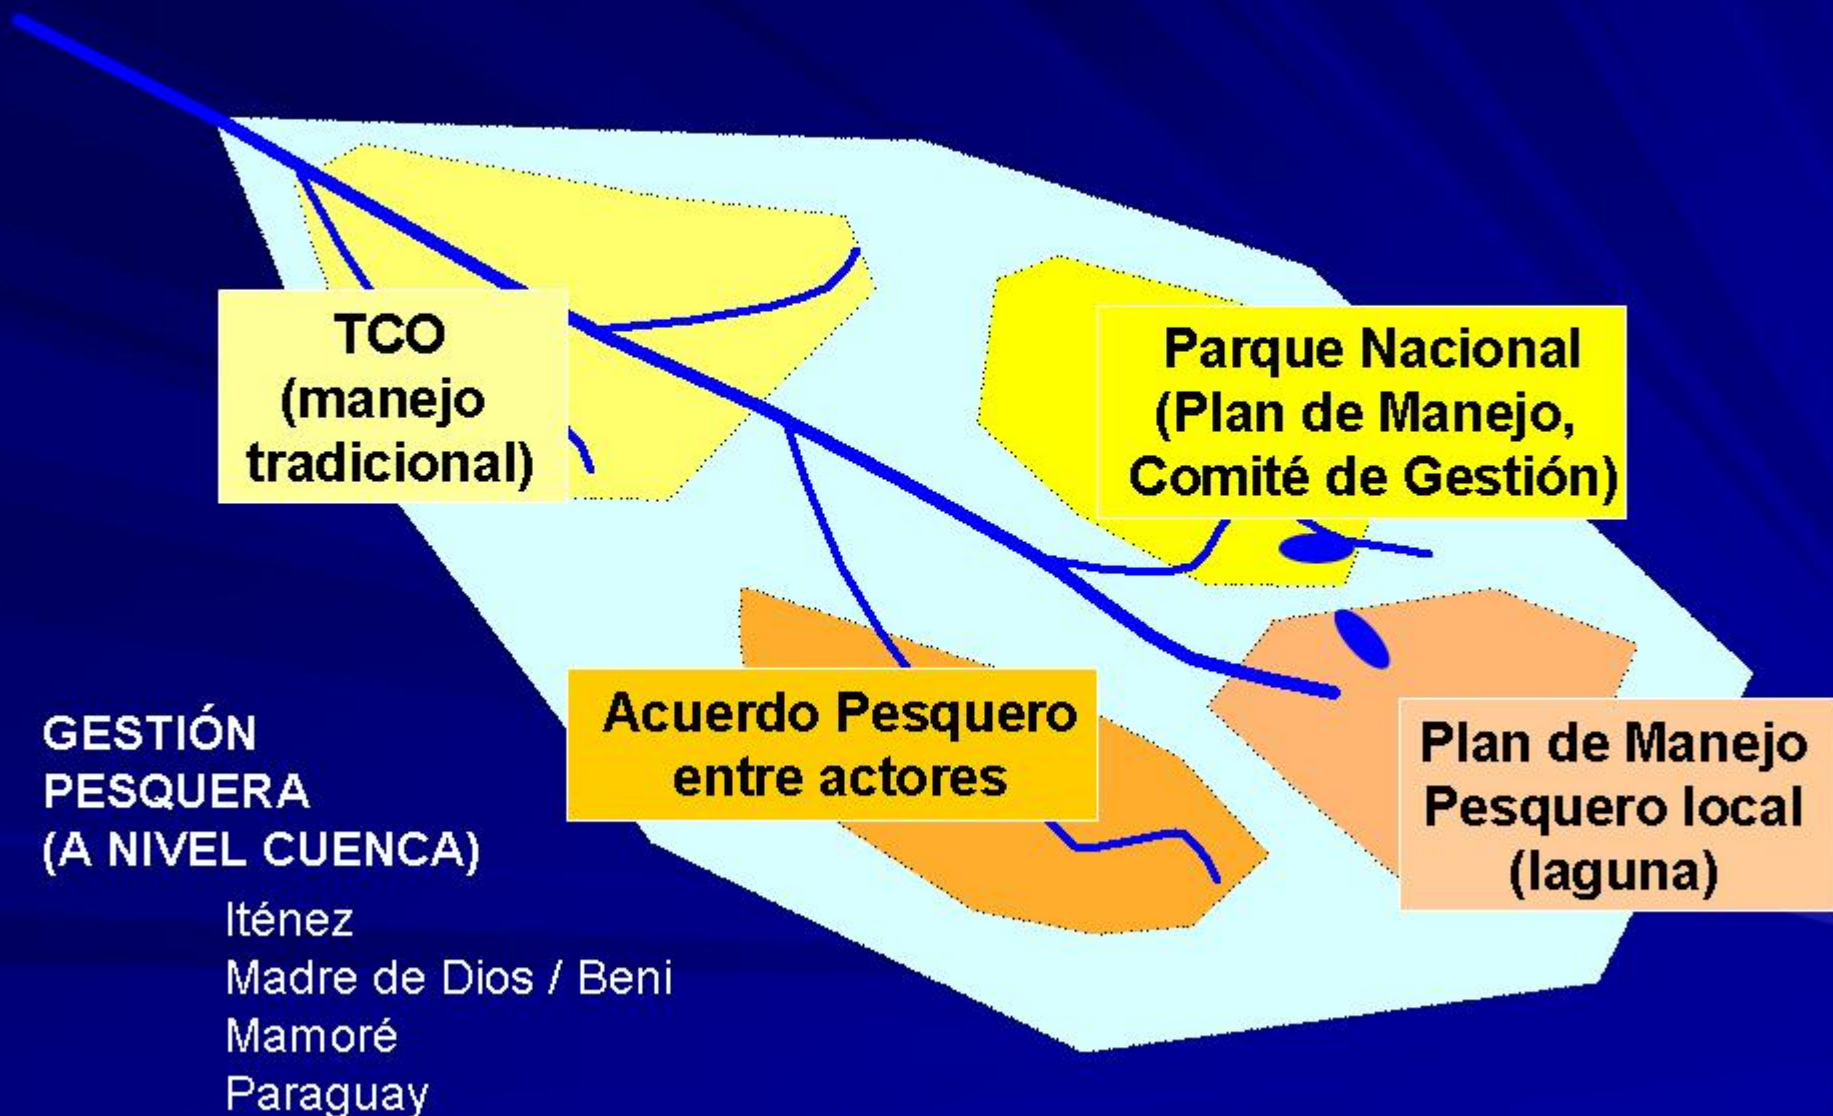 TCO
(manejo
tradicional)
Parque Nacional
(Plan de Manejo,
Comité de Gestión)
Acuerdo Pesquero
entre actores
Plan de Manejo
Pesquero local
(laguna)
GESTIÓN
PESQUERA
(A NIVEL CUENCA)
Iténez
Madre de Dios / Beni
Mamoré
Paraguay